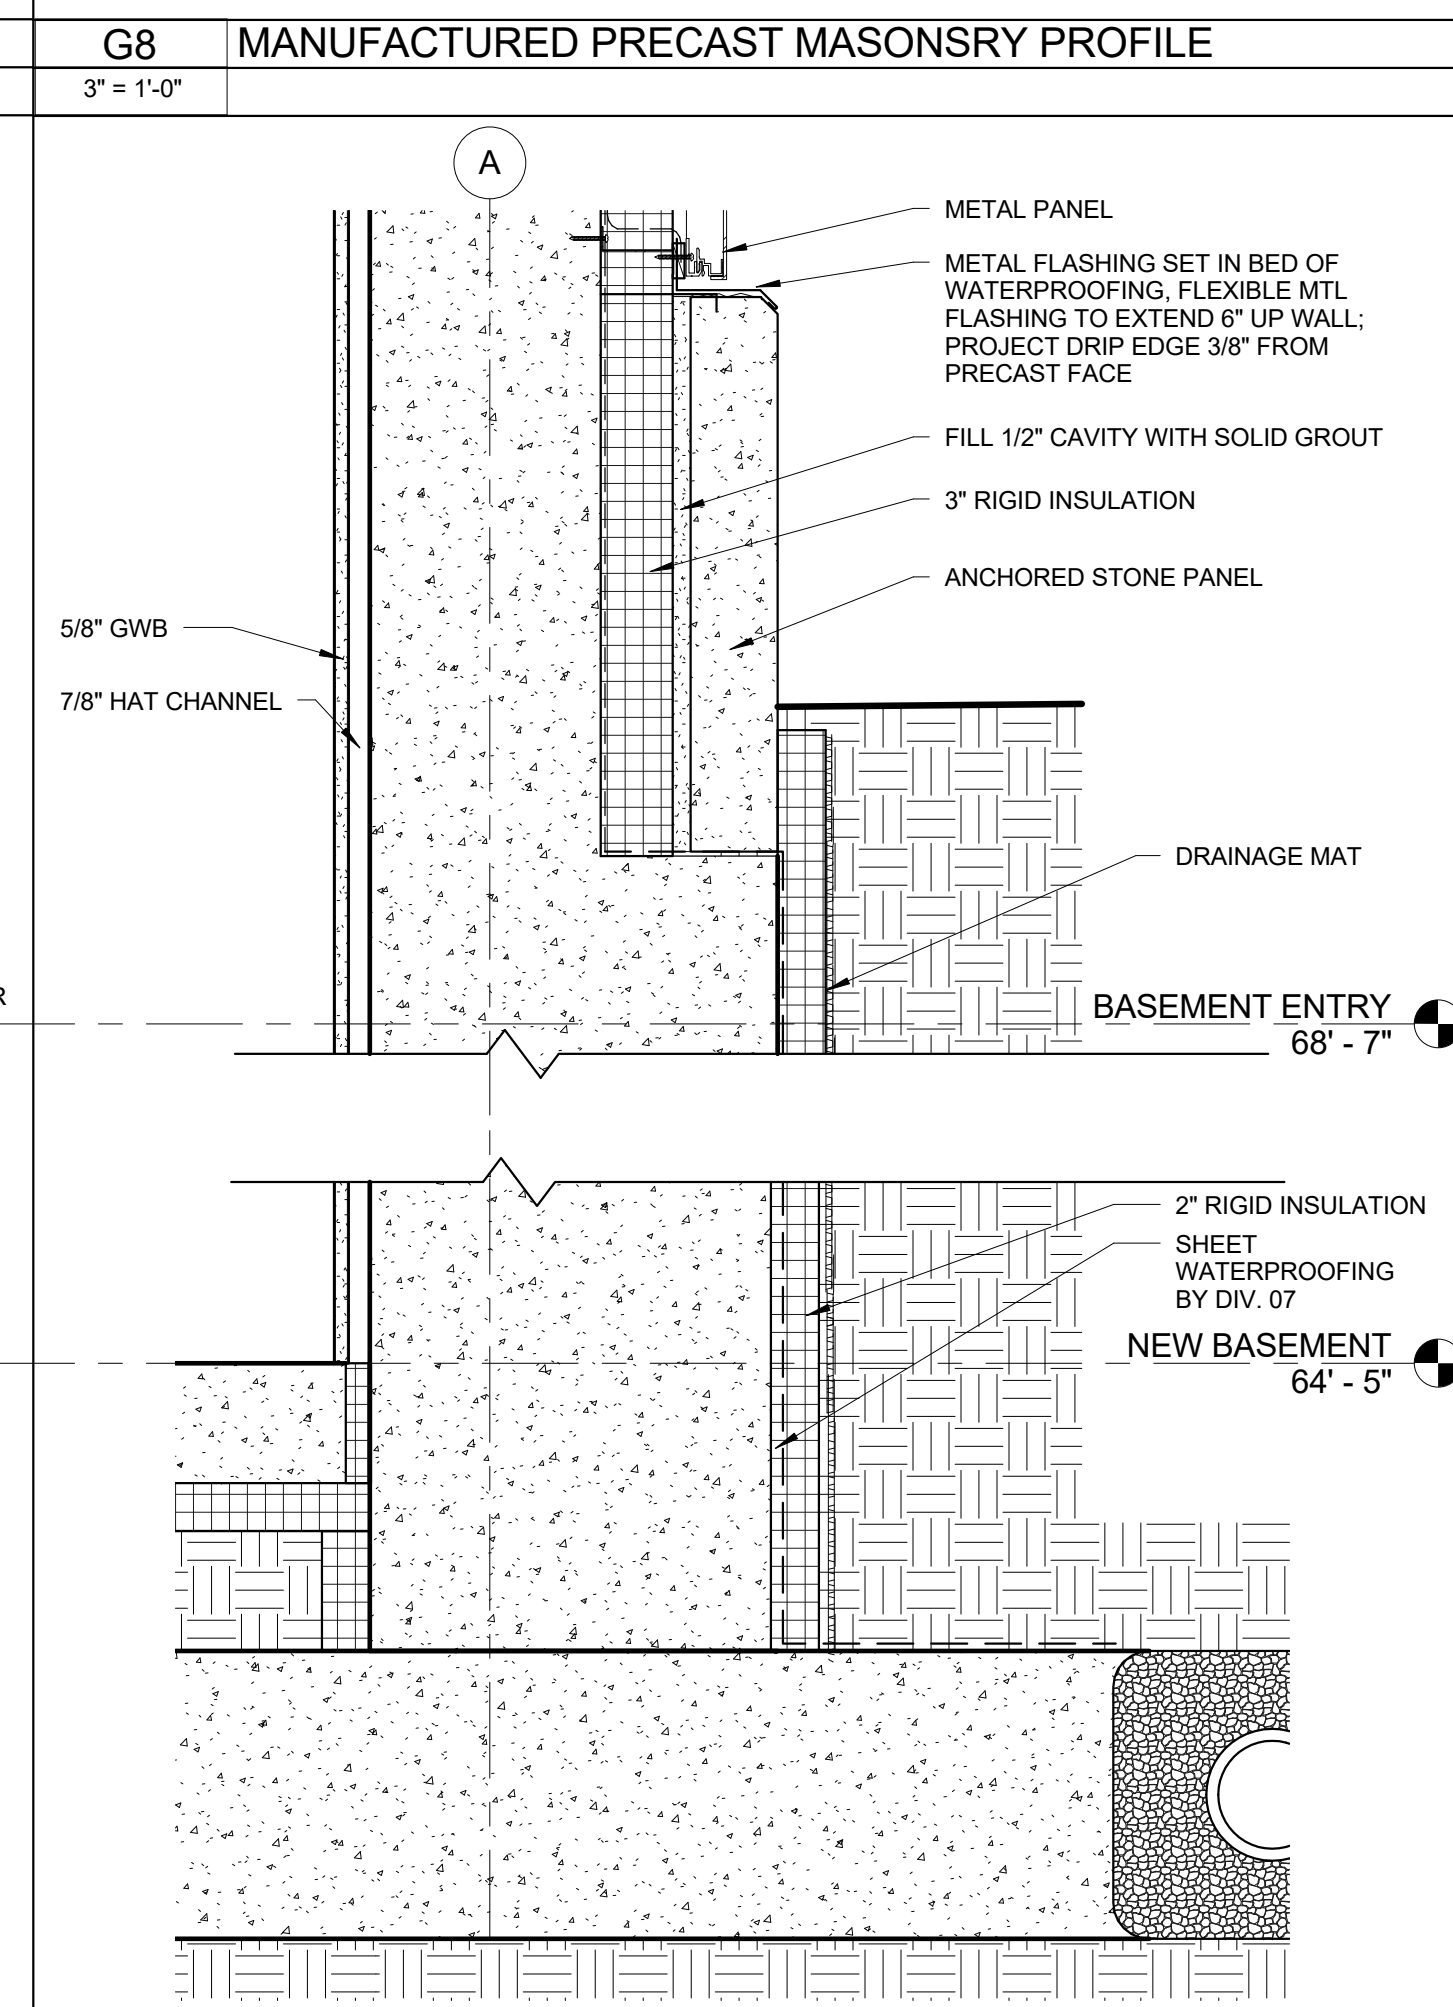 G8
MANUFACTURED PRECAST MASONSRY PROFILE
3" = 1'-0"
A
METAL PANEL
METAL FLASHING SET IN BED OF
WATERPROOFING, FLEXIBLE MTL
FLASHING TO EXTEND 6" UP WALL;
PROJECT DRIP EDGE 3/8" FROM
PRECAST FACE
FILL 1/2" CAVITY WITH SOLID GROUT
3" RIGID INSULATION
ANCHORED STONE PANEL
5/8" GWB
7/8" HAT CHANNEL
DRAINAGE MAT
R
BASEMENT ENTRY
68' - 7"
2" RIGID INSULATION
SHEET
WATERPROOFING
BY DIV. 07
NEW BASEMENT
64' - 5"